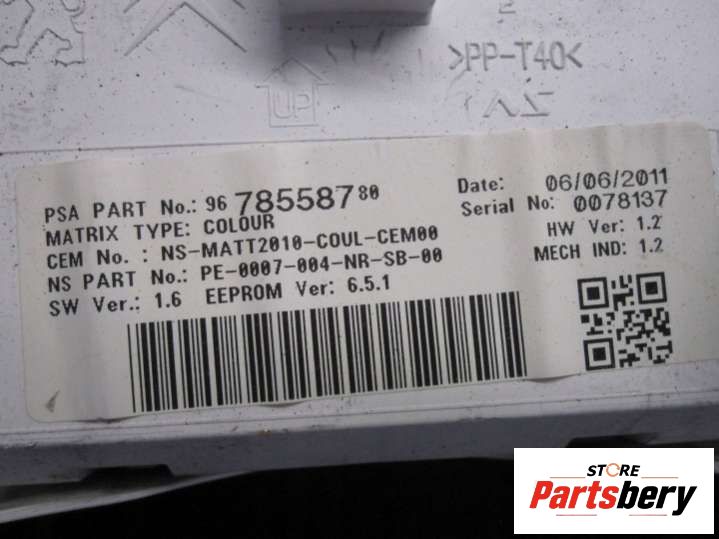 >PP-T40<
UP
PSA PART No.: 96 785587 80
MATRIX TYPE: COLOUR
CEM No.: NS-MATT2010-COUL-CEM00
NS PART No.: PE-0007-004-NR-SB-00
SW Ver.: 1.6 EEPROM Ver: 6.5.1
Date: 06/06/2011
Serial No: 0078137
HW Ver: 1.2
MECH IND: 1.2
STORE
Partsbery